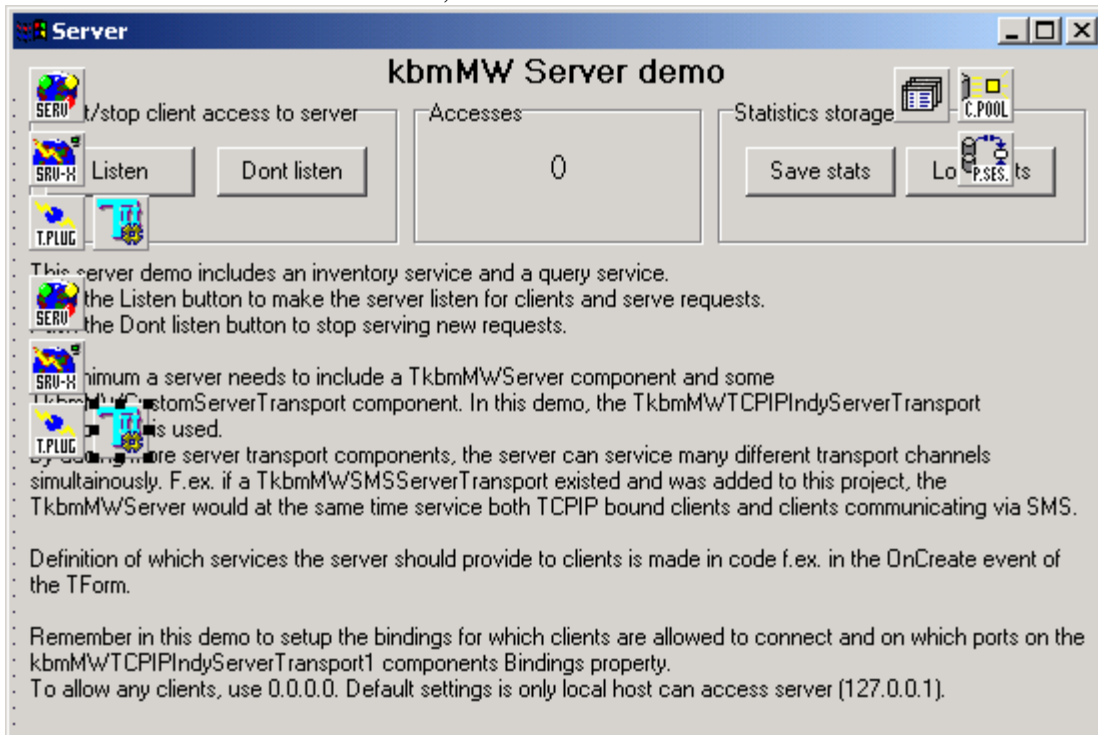 Server
kbmMW Server demo
SERV
t/stop client access to server
Accesses
Statistics storage
C.POOL
SRV-X
Listen
Dont listen
0
Save stats
Lo
P.SES.
ts
T.PLUG
This server demo includes an inventory service and a query service.
SERV
the Listen button to make the server listen for clients and serve requests.
the Dont listen button to stop serving new requests.
SRV-X
nimum a server needs to include a TkbmMWServer component and some
stomServerTransport component. In this demo, the TkbmMWTCPIPIndyServerTransport
T.PLUG
is used.
more server transport components, the server can service many different transport channels
simultainously. F.ex. if a TkbmMWSMSServerTransport existed and was added to this project, the
TkbmMWServer would at the same time service both TCPIP bound clients and clients communicating via SMS.
Definition of which services the server should provide to clients is made in code f.ex. in the OnCreate event of
the TForm.
Remember in this demo to setup the bindings for which clients are allowed to connect and on which ports on the
kbmMWTCPIPIndyServerTransport1 components Bindings property.
To allow any clients, use 0.0.0.0. Default settings is only local host can access server (127.0.0.1).